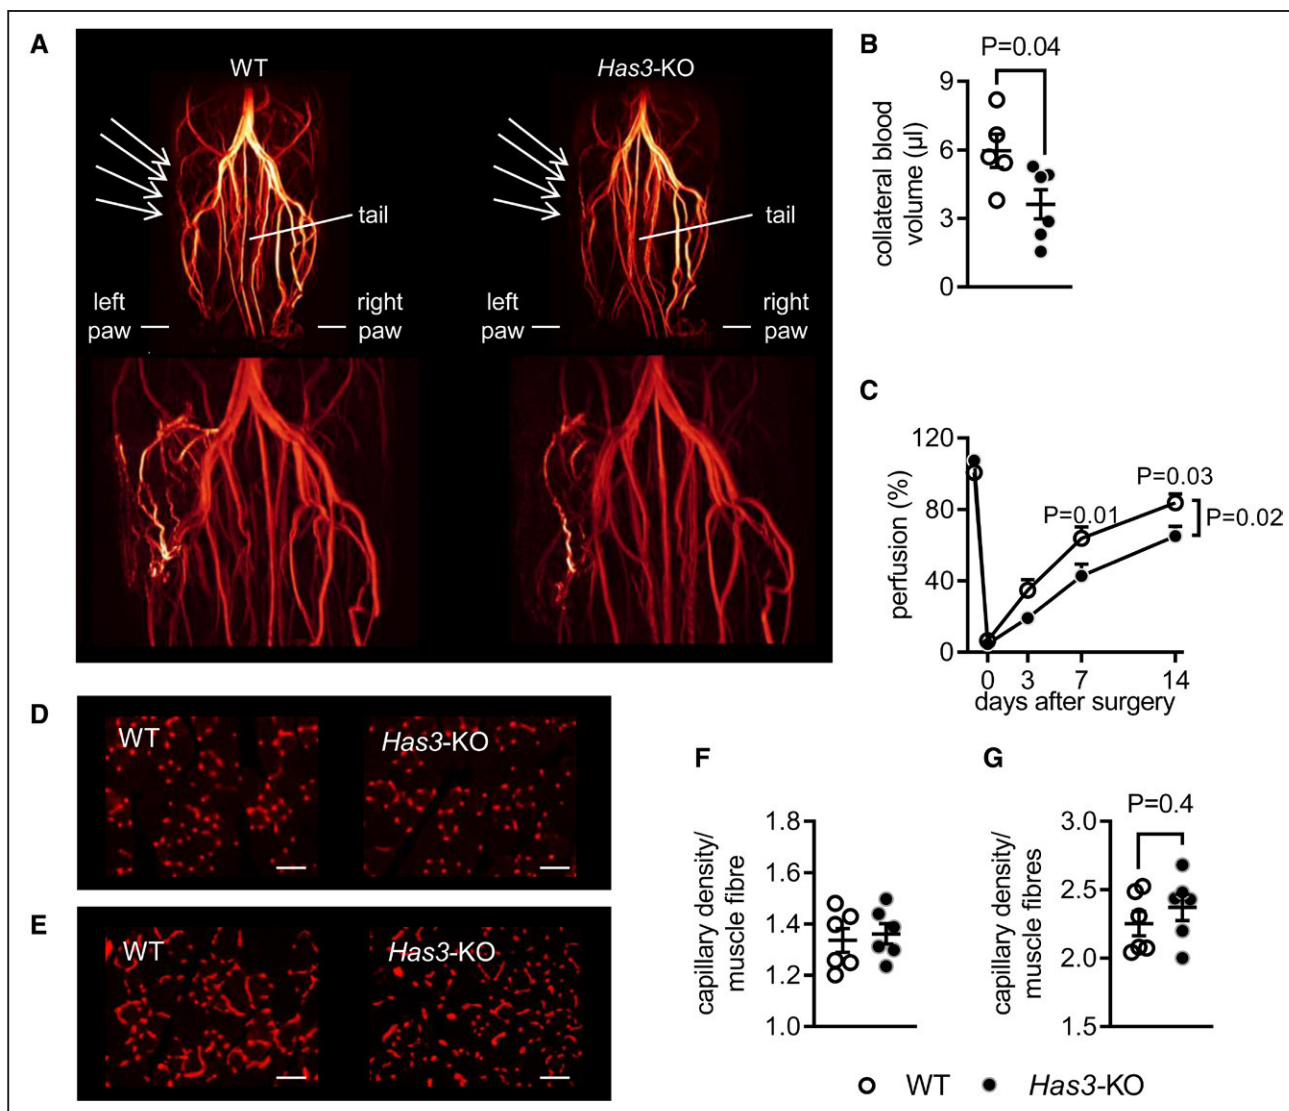 A
WT
Has3-KO
tail
tail
left
paw
right
paw
left
paw
right
paw
B
P=0.04
collateral blood
volume (µl)
9
6
3
0
C
perfusion (%)
120
80
40
0
P=0.01
P=0.03
P=0.02
0 3 7 14
days after surgery
D
WT
Has3-KO
E
WT
Has3-KO
F
capillary density/
muscle fibre
1.8
1.6
1.4
1.2
1.0
G
P=0.4
capillary density/
muscle fibres
3.0
2.5
2.0
1.5
WT Has3-KO